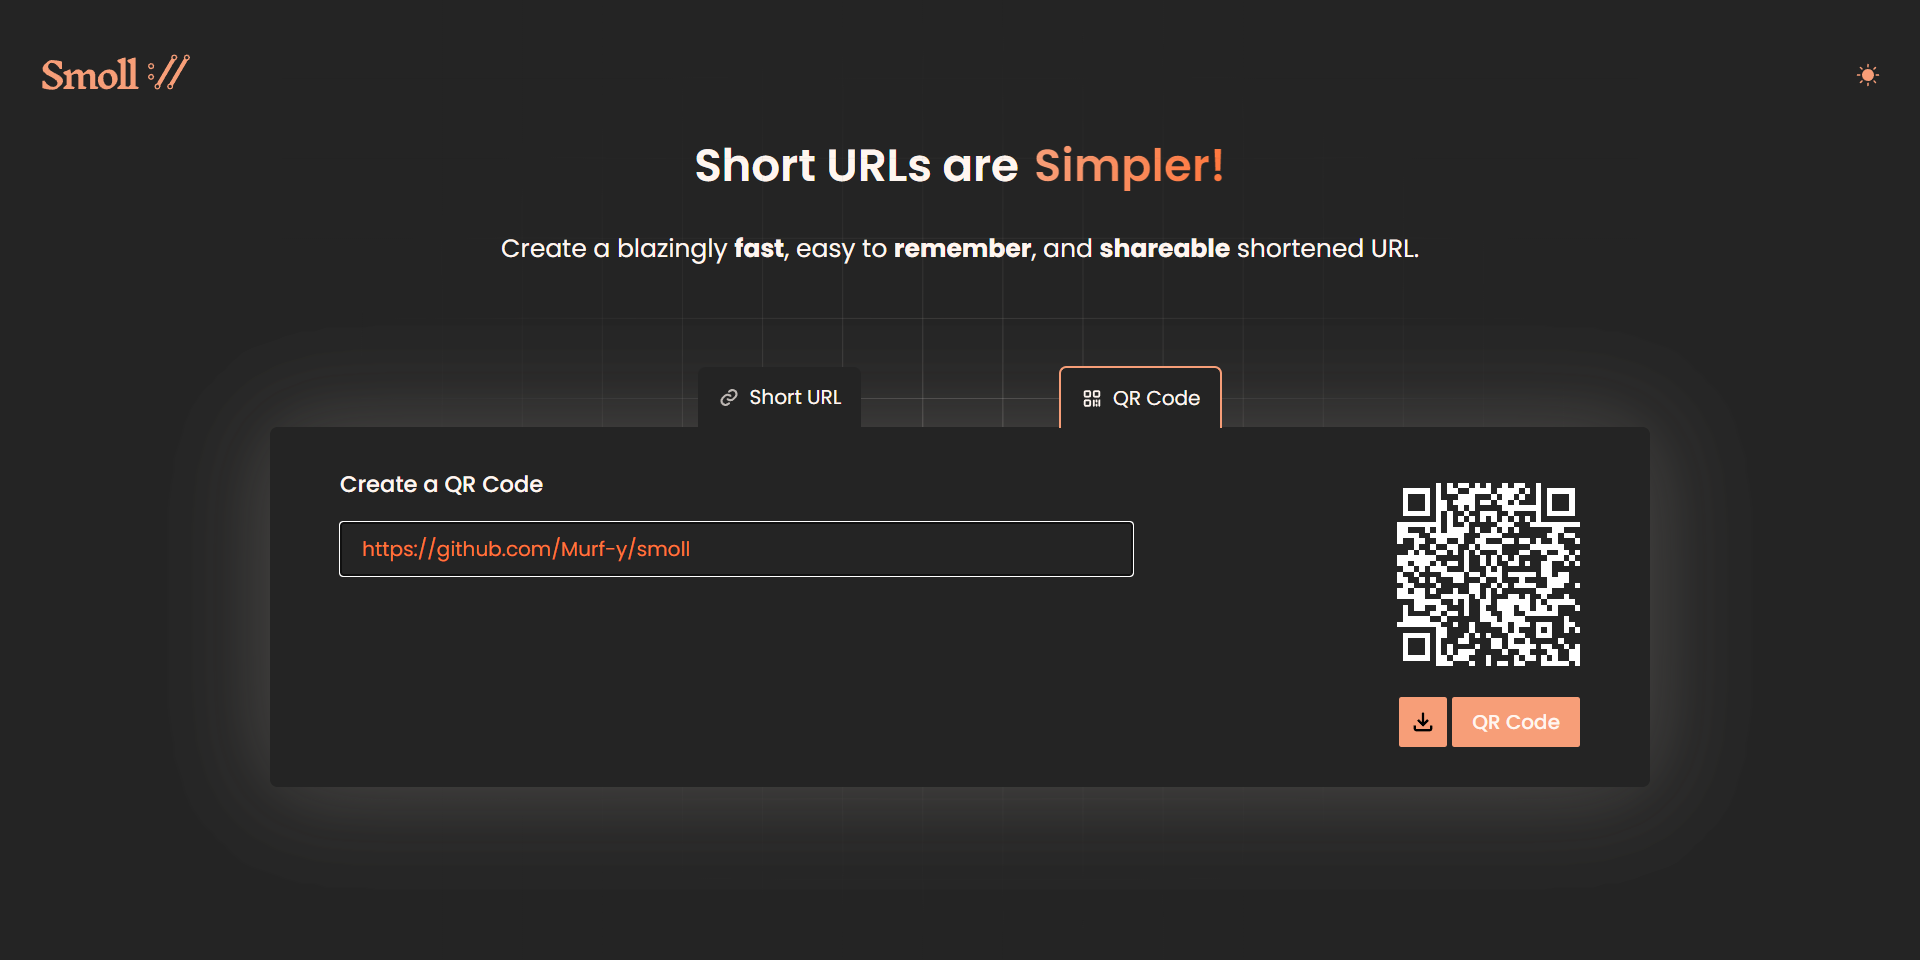 Smoll ://
Short URLs are Simpler!
Create a blazingly fast, easy to remember, and shareable shortened URL.
Short URL
QR Code
Create a QR Code
https://github.com/Murf-y/smoll
QR Code